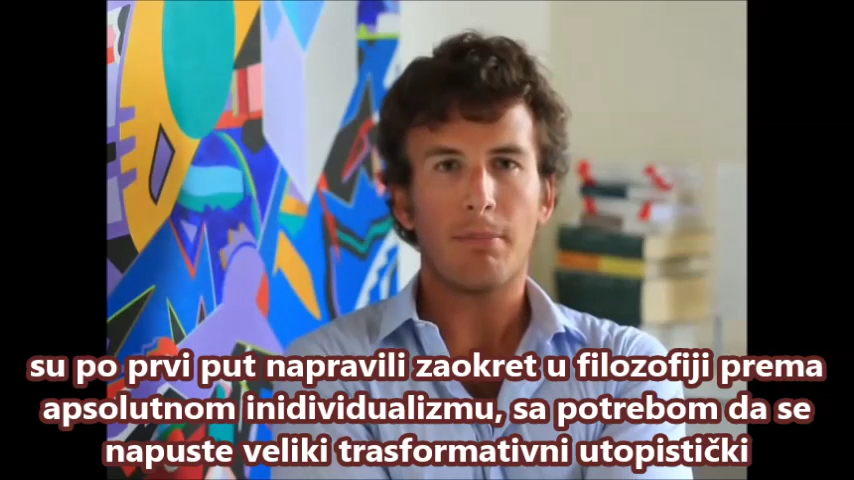 su po prvi put napravili zaokret u filozofiji prema
apsolutnom inidividualizmu, sa potrebom da se
napuste veliki trasformativni utopistički